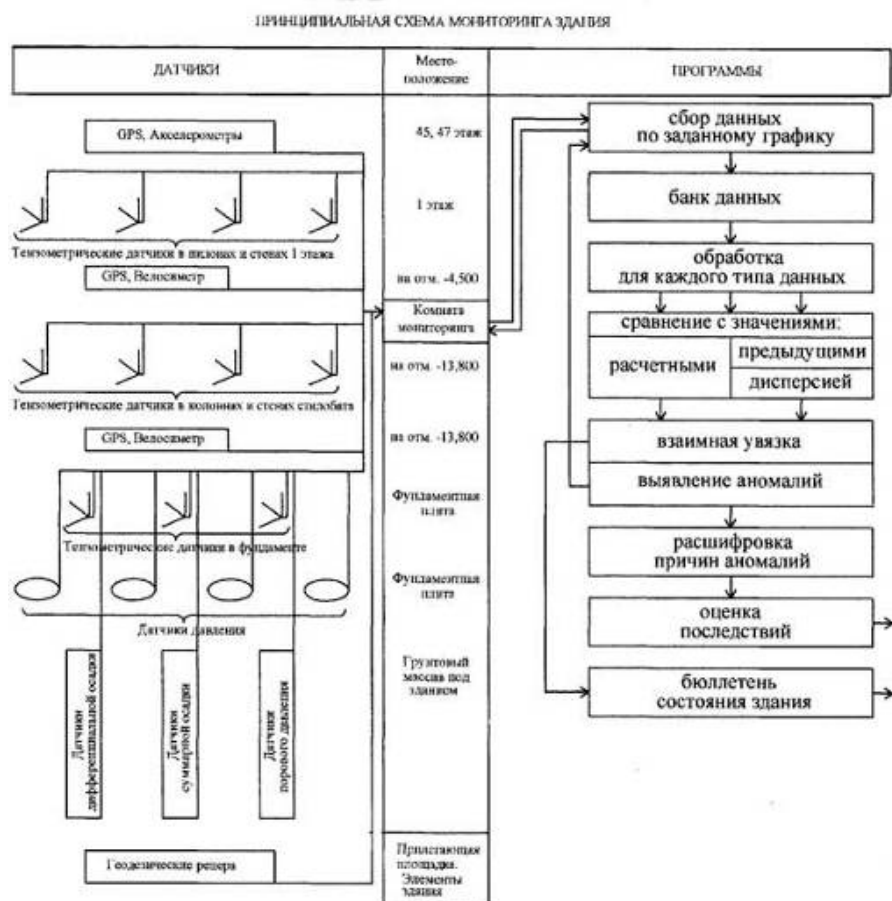 ПРИНЦИПИАЛЬНАЯ СХЕМА МОНИТОРИНГА ЗДАНИЯ
ДАТЧИКИ
Место-
положение
ПРОГРАММЫ
GPS, Акселерометры
45, 47 этаж
1 этаж
Тензометрические датчики в пилонах и стенах 1 этажа
GPS, Велосиметр
на отм. -4,500
Комната
мониторинга
на отм. -13,800
Тензометрические датчики в колоннах и стенах стилобата
GPS, Велосиметр
на отм. -13,800
Фундаментная
плита
Тензометрические датчики в фундаменте
Фундаментная
плита
Датчики давления
Грунтовый
массив под
зданием
Датчики
дифференциальной осадки
Датчики
суммарной осадки
Датчики
порового давления
Геодезические репера
Прилегающая
площадка.
Элементы
здания
сбор данных
по заданному графику
банк данных
обработка
для каждого типа данных
сравнение с значениями:
расчетными
предыдущими
дисперсией
взаимная увязка
выявление аномалий
расшифровка
причин аномалий
оценка
последствий
бюллетень
состояния здания